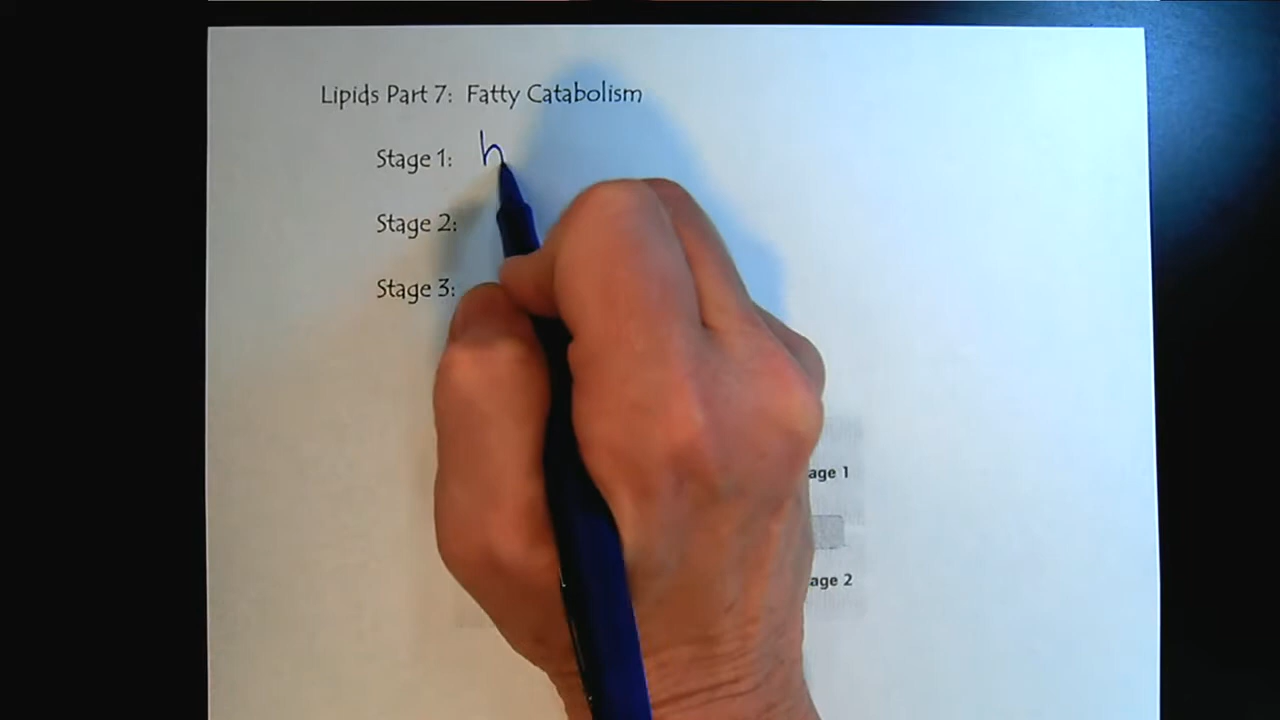 Lipids Part 7: Fatty Catabolism
Stage 1: h
Stage 2:
Stage 3:
age 1
age 2